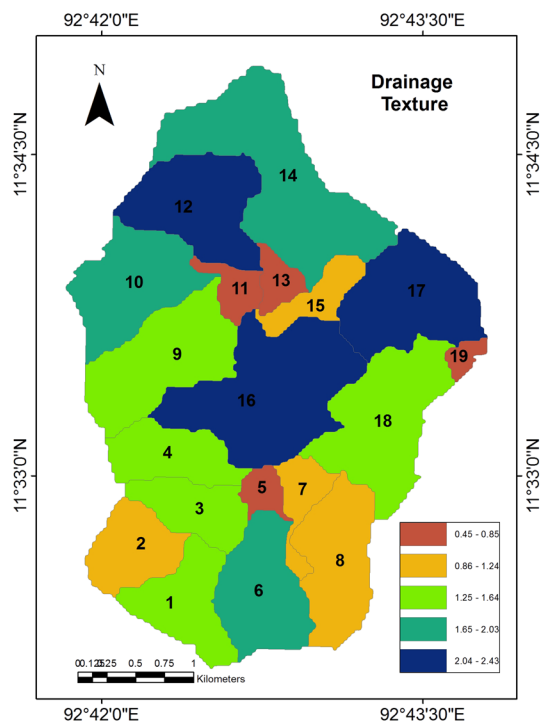 92°42'0"E 92°43'30"E
N
Drainage
Texture
11°34'30"N
11°34'30"N
14
12
10
13
11
17
15
9
19
16
18
4
5
7
3
2
8
6
1
11°33'0"N
11°33'0"N
0.45 - 0.85
0.86 - 1.24
1.25 - 1.64
1.65 - 2.03
2.04 - 2.43
0 0.125 0.25 0.5 0.75 1
Kilometers
92°42'0"E 92°43'30"E